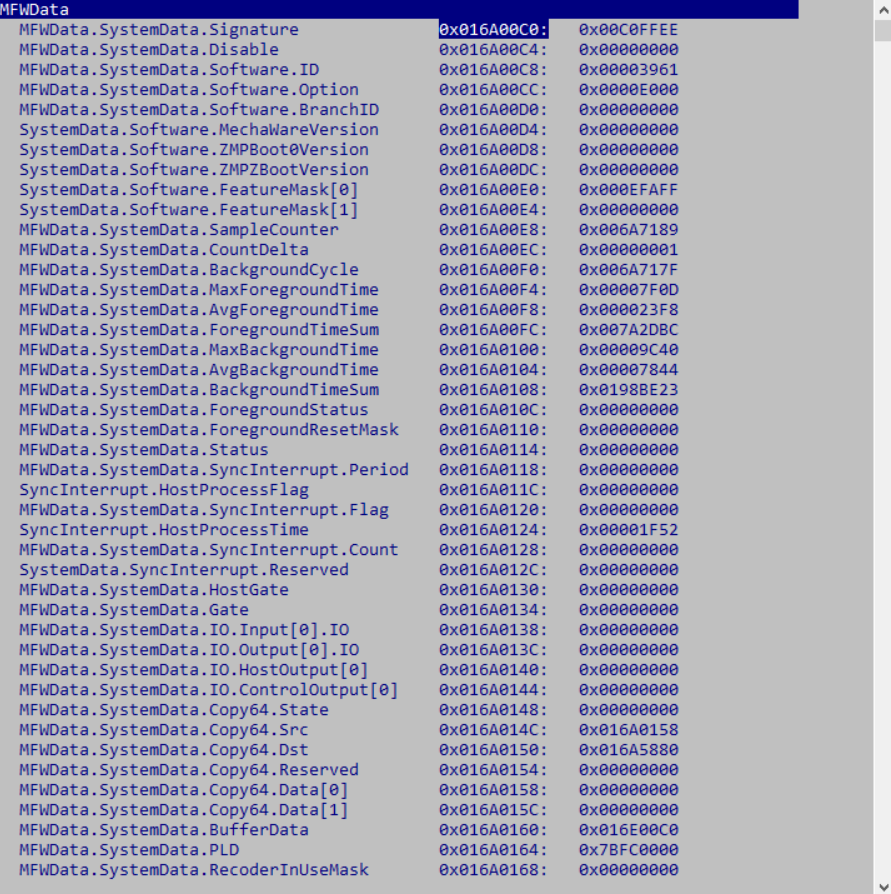 MFWData
MFWData.SystemData.Signature 0x016A00C0: 0x00C0FFEE
MFWData.SystemData.Disable 0x016A00C4: 0x00000000
MFWData.SystemData.Software.ID 0x016A00C8: 0x00003961
MFWData.SystemData.Software.Option 0x016A00CC: 0x0000E000
MFWData.SystemData.Software.BranchID 0x016A00D0: 0x00000000
SystemData.Software.MechaWareVersion 0x016A00D4: 0x00000000
SystemData.Software.ZMPBoot0Version 0x016A00D8: 0x00000000
SystemData.Software.ZMPZBootVersion 0x016A00DC: 0x00000000
SystemData.Software.FeatureMask[0] 0x016A00E0: 0x000EFAFF
SystemData.Software.FeatureMask[1] 0x016A00E4: 0x00000000
MFWData.SystemData.SampleCounter 0x016A00E8: 0x006A7189
MFWData.SystemData.CountDelta 0x016A00EC: 0x00000001
MFWData.SystemData.BackgroundCycle 0x016A00F0: 0x006A717F
MFWData.SystemData.MaxForegroundTime 0x016A00F4: 0x00007F0D
MFWData.SystemData.AvgForegroundTime 0x016A00F8: 0x000023F8
MFWData.SystemData.ForegroundTimeSum 0x016A00FC: 0x007A2DBC
MFWData.SystemData.MaxBackgroundTime 0x016A0100: 0x00009C40
MFWData.SystemData.AvgBackgroundTime 0x016A0104: 0x00007844
MFWData.SystemData.BackgroundTimeSum 0x016A0108: 0x0198BE23
MFWData.SystemData.ForegroundStatus 0x016A010C: 0x00000000
MFWData.SystemData.ForegroundResetMask 0x016A0110: 0x00000000
MFWData.SystemData.Status 0x016A0114: 0x00000000
MFWData.SystemData.SyncInterrupt.Period 0x016A0118: 0x00000000
SyncInterrupt.HostProcessFlag 0x016A011C: 0x00000000
MFWData.SystemData.SyncInterrupt.Flag 0x016A0120: 0x00000000
SyncInterrupt.HostProcessTime 0x016A0124: 0x00001F52
MFWData.SystemData.SyncInterrupt.Count 0x016A0128: 0x00000000
SystemData.SyncInterrupt.Reserved 0x016A012C: 0x00000000
MFWData.SystemData.HostGate 0x016A0130: 0x00000000
MFWData.SystemData.Gate 0x016A0134: 0x00000000
MFWData.SystemData.IO.Input[0].IO 0x016A0138: 0x00000000
MFWData.SystemData.IO.Output[0].IO 0x016A013C: 0x00000000
MFWData.SystemData.IO.HostOutput[0] 0x016A0140: 0x00000000
MFWData.SystemData.IO.ControlOutput[0] 0x016A0144: 0x00000000
MFWData.SystemData.Copy64.State 0x016A0148: 0x00000000
MFWData.SystemData.Copy64.Src 0x016A014C: 0x016A0158
MFWData.SystemData.Copy64.Dst 0x016A0150: 0x016A5880
MFWData.SystemData.Copy64.Reserved 0x016A0154: 0x00000000
MFWData.SystemData.Copy64.Data[0] 0x016A0158: 0x00000000
MFWData.SystemData.Copy64.Data[1] 0x016A015C: 0x00000000
MFWData.SystemData.BufferData 0x016A0160: 0x016E00C0
MFWData.SystemData.PLD 0x016A0164: 0x7BFC0000
MFWData.SystemData.RecoderInUseMask 0x016A0168: 0x00000000